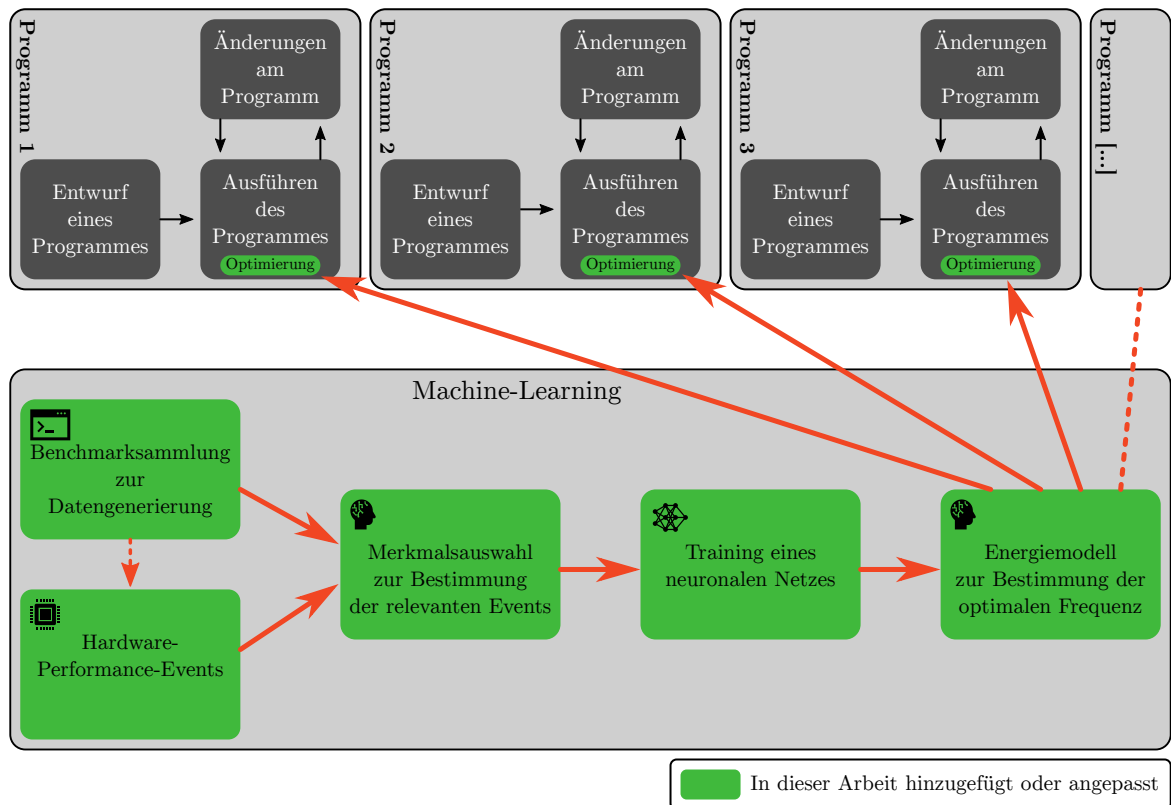 Programm 1
Änderungen
am
Programm
Entwurf
eines
Programmes
Ausführen
des
Programmes
Optimierung
Programm 2
Änderungen
am
Programm
Entwurf
eines
Programmes
Ausführen
des
Programmes
Optimierung
Programm 3
Änderungen
am
Programm
Entwurf
eines
Programmes
Ausführen
des
Programmes
Optimierung
Programm [...]
Machine-Learning
Benchmarksammlung
zur
Datengenerierung
Hardware-
Performance-Events
Merkmalsauswahl
zur Bestimmung
der relevanten Events
Training eines
neuronalen Netzes
Energiemodell
zur Bestimmung der
optimalen Frequenz
In dieser Arbeit hinzugefügt oder angepasst